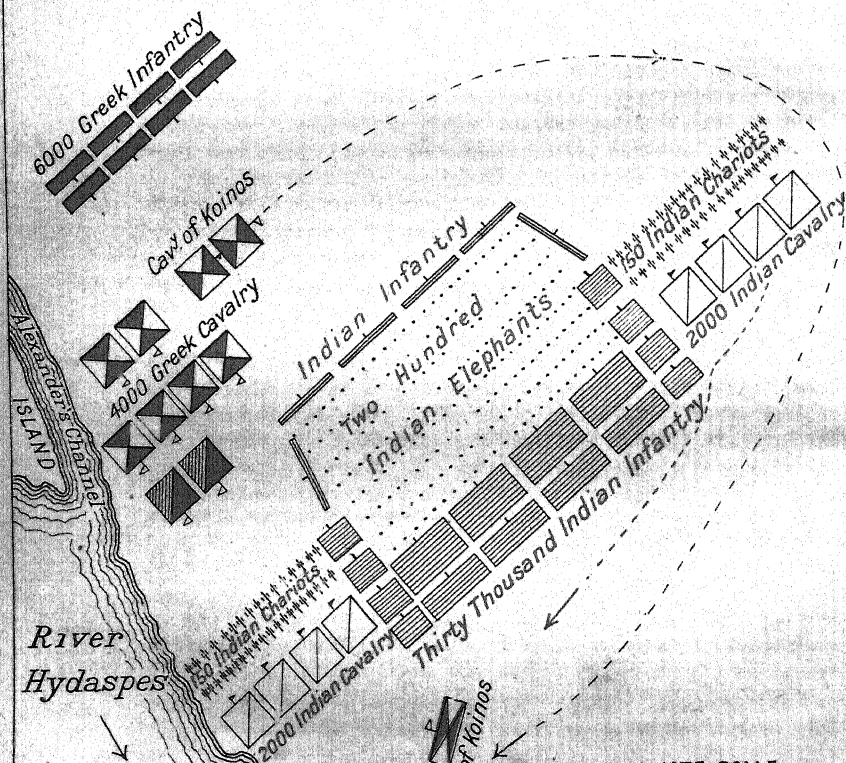 6000 Greek Infantry
Cavy of Koinos
150 Indian Chariots
2000 Indian Cavalry
Indian Infantry
Two Hundred
Indian Elephants
4000 Greek Cavalry
Alexander's Channel
ISLAND
Thirty Thousand Indian Infantry
150 Indian Chariots
2000 Indian Cavalry
River
Hydaspes
of Koinos